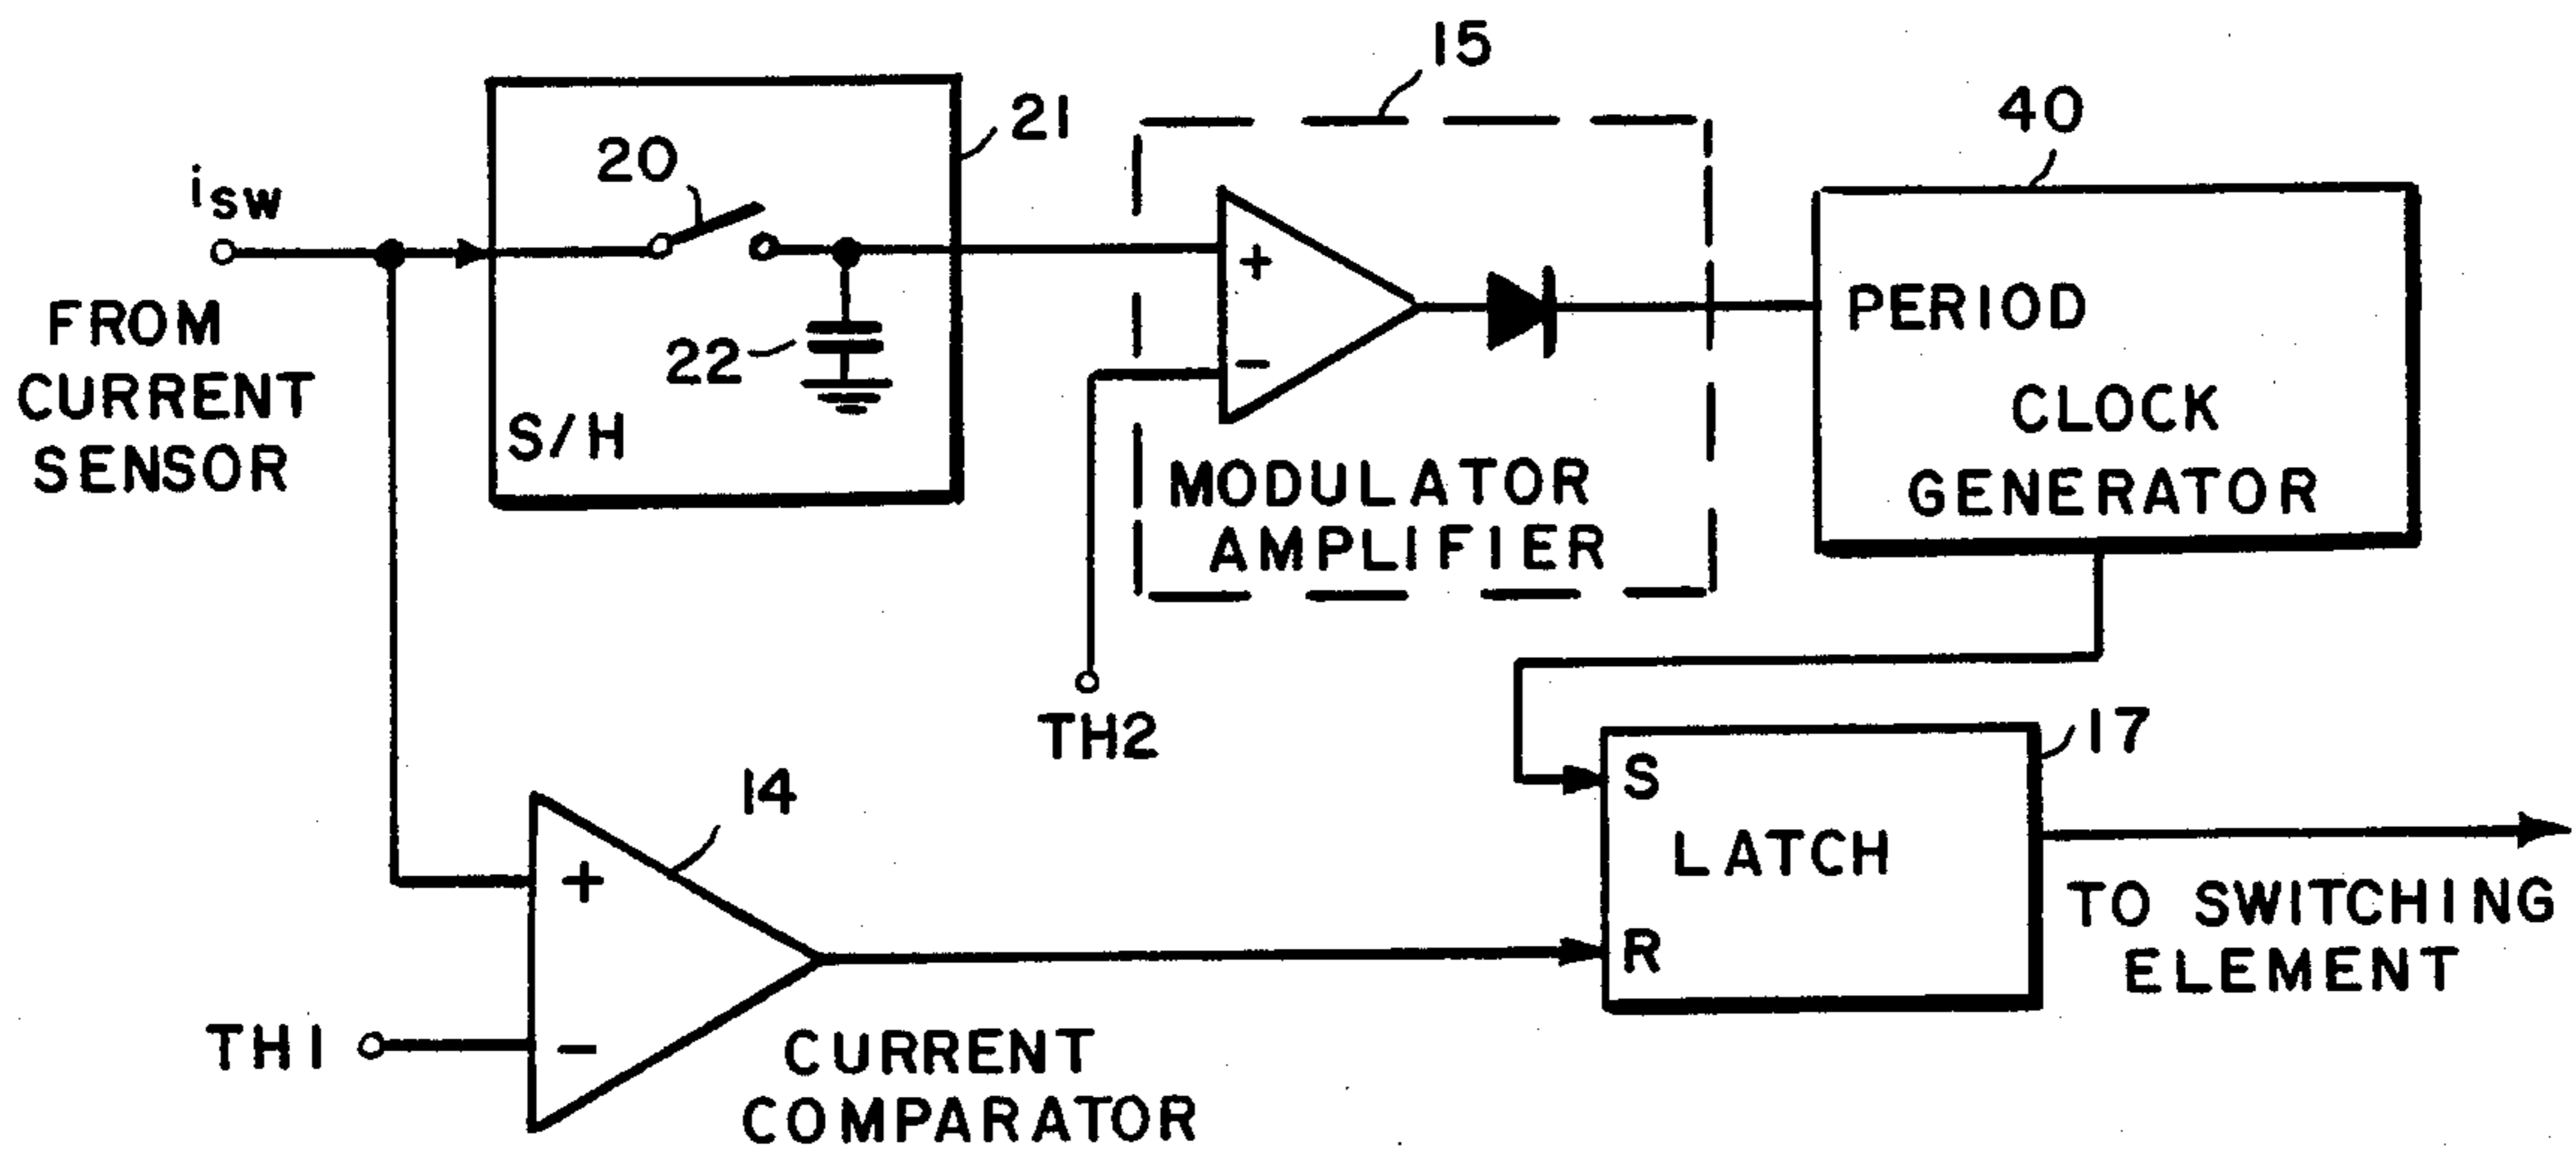 15
40
21
20
i_sw
FROM
CURRENT
SENSOR
22
S/H
+
-
MODULATOR
AMPLIFIER
PERIOD
CLOCK
GENERATOR
TH2
17
14
S
LATCH
R
+
-
TH1
CURRENT
COMPARATOR
TO SWITCHING
ELEMENT